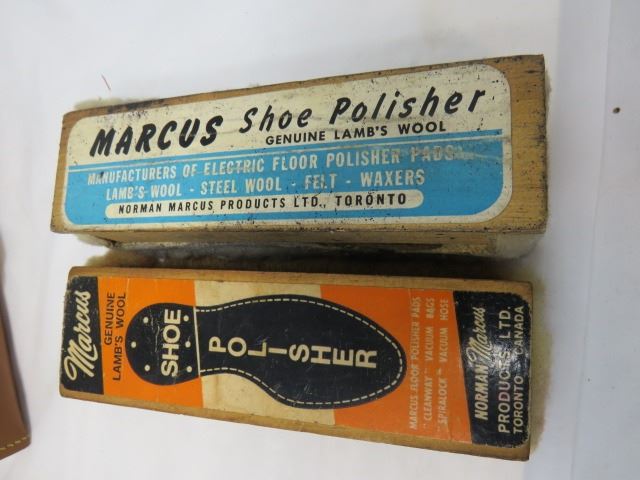 MARCUS Shoe Polisher
GENUINE LAMB'S WOOL
MANUFACTURERS OF ELECTRIC FLOOR POLISHER PADS
LAMB'S WOOL - STEEL WOOL - FELT - WAXERS
NORMAN MARCUS PRODUCTS LTD., TORONTO
Marcus
GENUINE
LAMB'S WOOL
SHOE
POLISHER
MARCUS FLOOR POLISHER PADS
"CLEANWAY" VACUUM BAGS
"SPIRALOCK" VACUUM HOSE
NORMAN Marcus
PRODUCTS LTD.
TORONTO - CANADA